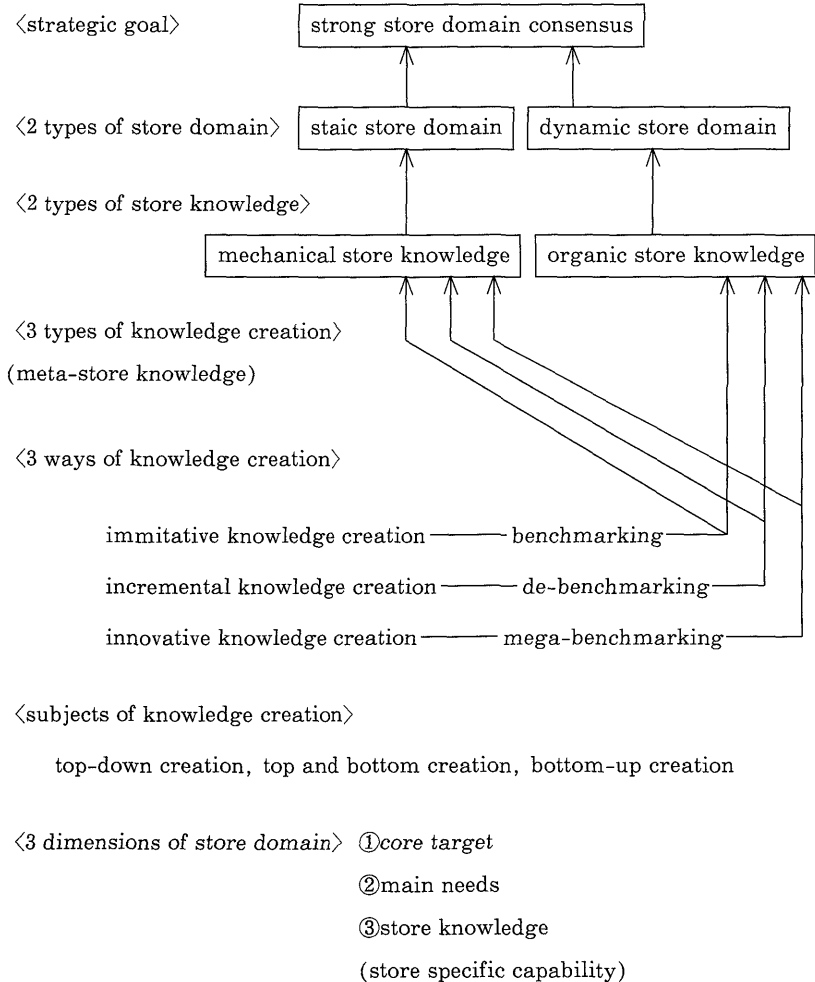 〈strategic goal〉 strong store domain consensus
〈2 types of store domain〉 staic store domain dynamic store domain
〈2 types of store knowledge〉
mechanical store knowledge organic store knowledge
〈3 types of knowledge creation〉
(meta-store knowledge)
〈3 ways of knowledge creation〉
immitative knowledge creation benchmarking
incremental knowledge creation de-benchmarking
innovative knowledge creation mega-benchmarking
〈subjects of knowledge creation〉
top-down creation, top and bottom creation, bottom-up creation
〈3 dimensions of store domain〉 ①core target
②main needs
③store knowledge
(store specific capability)